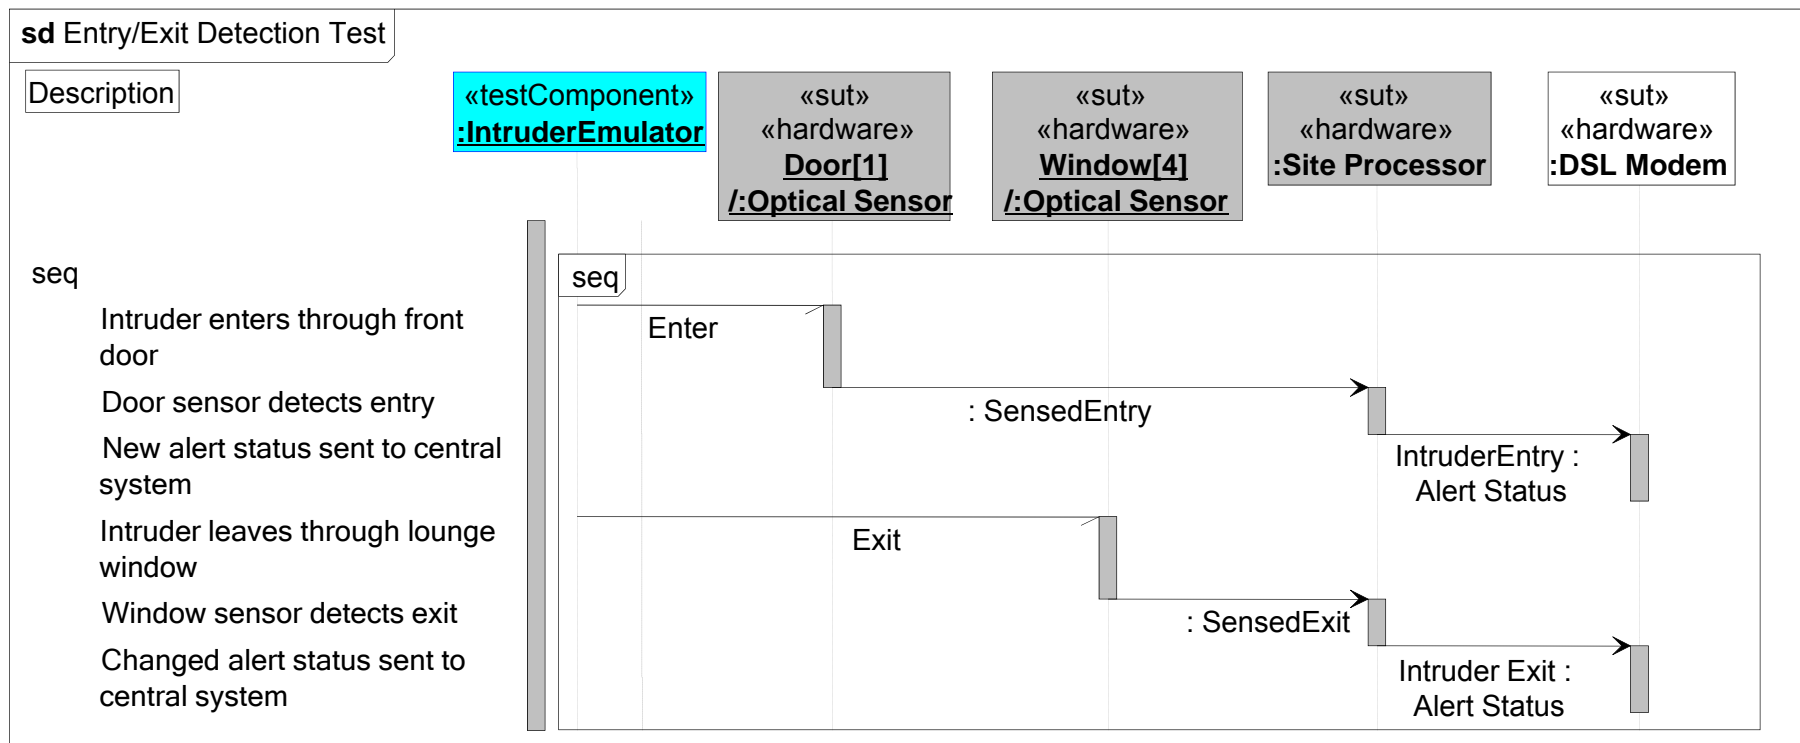 sd Entry/Exit Detection Test
Description
«testComponent»
:IntruderEmulator
«sut»
«hardware»
Door[1]
/:Optical Sensor
«sut»
«hardware»
Window[4]
/:Optical Sensor
«sut»
«hardware»
:Site Processor
«sut»
«hardware»
:DSL Modem
seq
seq
Intruder enters through front
door
Enter
Door sensor detects entry
: SensedEntry
New alert status sent to central
system
IntruderEntry :
Alert Status
Intruder leaves through lounge
window
Exit
Window sensor detects exit
: SensedExit
Changed alert status sent to
central system
Intruder Exit :
Alert Status